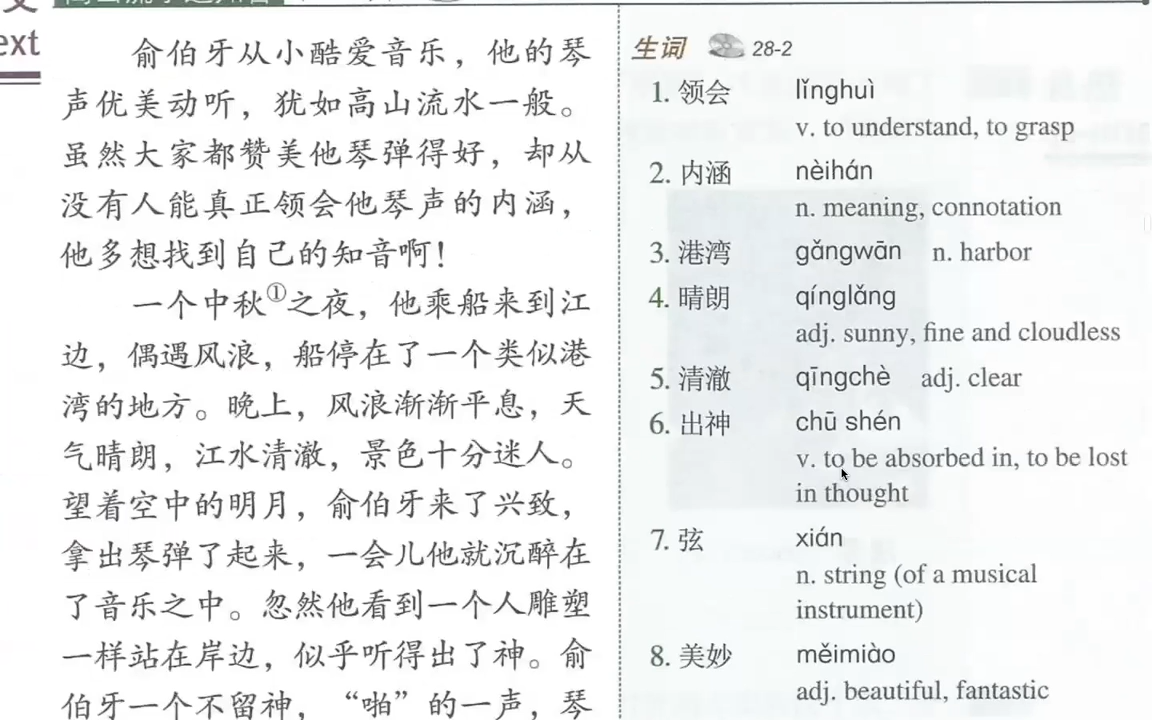 ext
俞伯牙从小酷爱音乐，他的琴
声优美动听，犹如高山流水一般。
虽然大家都赞美他琴弹得好，却从
没有人能真正领会他琴声的内涵，
他多想找到自己的知音啊！
一个中秋①之夜，他乘船来到江
边，偶遇风浪，船停在了一个类似港
湾的地方。晚上，风浪渐渐平息，天
气晴朗，江水清澈，景色十分迷人。
望着空中的明月，俞伯牙来了兴致，
拿出琴弹了起来，一会儿他就沉醉在
了音乐之中。忽然他看到一个人雕塑
一样站在岸边，似乎听得出了神。俞
伯牙一个不留神，“啪”的一声，琴
生词 28-2
1. 领会 lǐnghuì
v. to understand, to grasp
2. 内涵 nèihán
n. meaning, connotation
3. 港湾 gǎngwān n. harbor
4. 晴朗 qínglǎng
adj. sunny, fine and cloudless
5. 清澈 qīngchè adj. clear
6. 出神 chū shén
v. to be absorbed in, to be lost
in thought
7. 弦 xián
n. string (of a musical
instrument)
8. 美妙 měimiào
adj. beautiful, fantastic